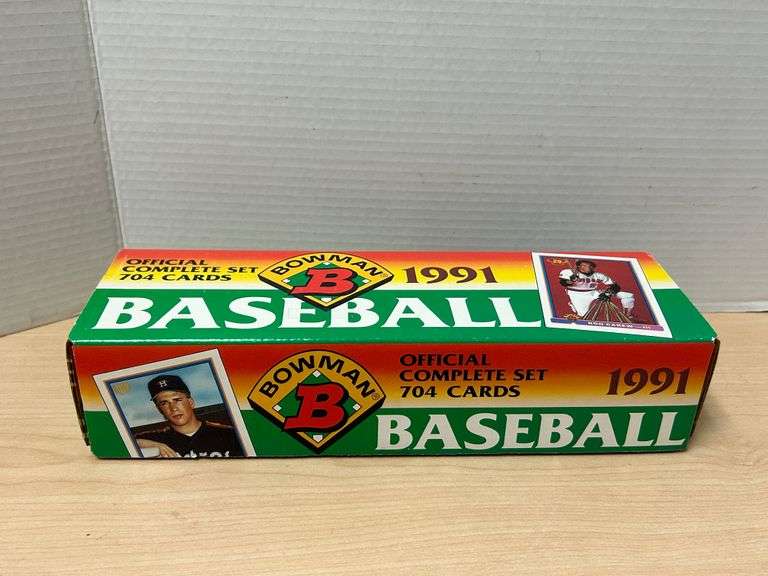 OFFICIAL
COMPLETE SET
704 CARDS
BOWMAN
B
®
1991
BASEBALL
ROD CAREW
BOWMAN
B
®
OFFICIAL
COMPLETE SET
704 CARDS
1991
BASEBALL